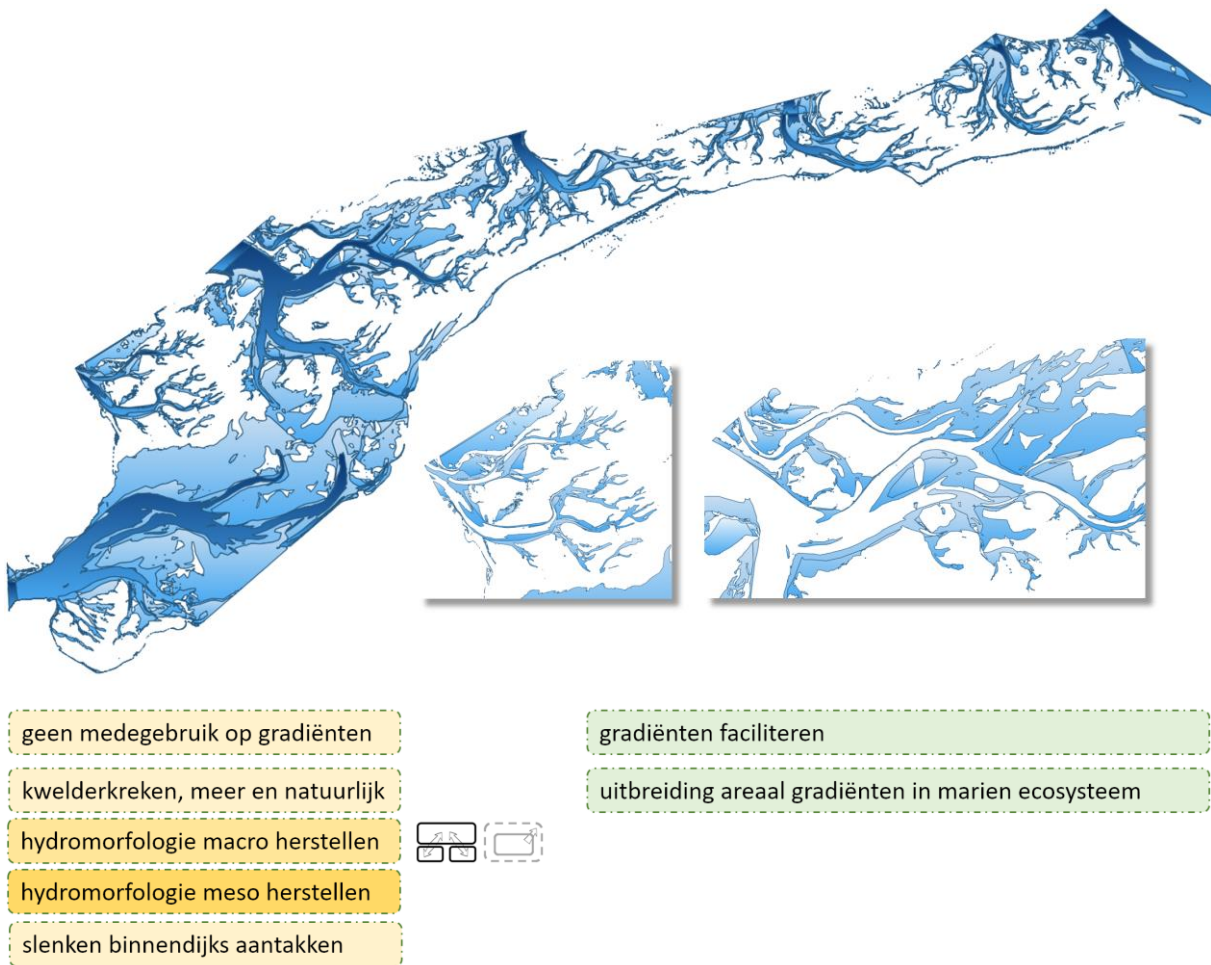 geen medegebruik op gradiënten
kwelderkreken, meer en natuurlijk
hydromorfologie macro herstellen
hydromorfologie meso herstellen
slenken binnendijks aantakken
gradiënten faciliteren
uitbreiding areaal gradiënten in marien ecosysteem